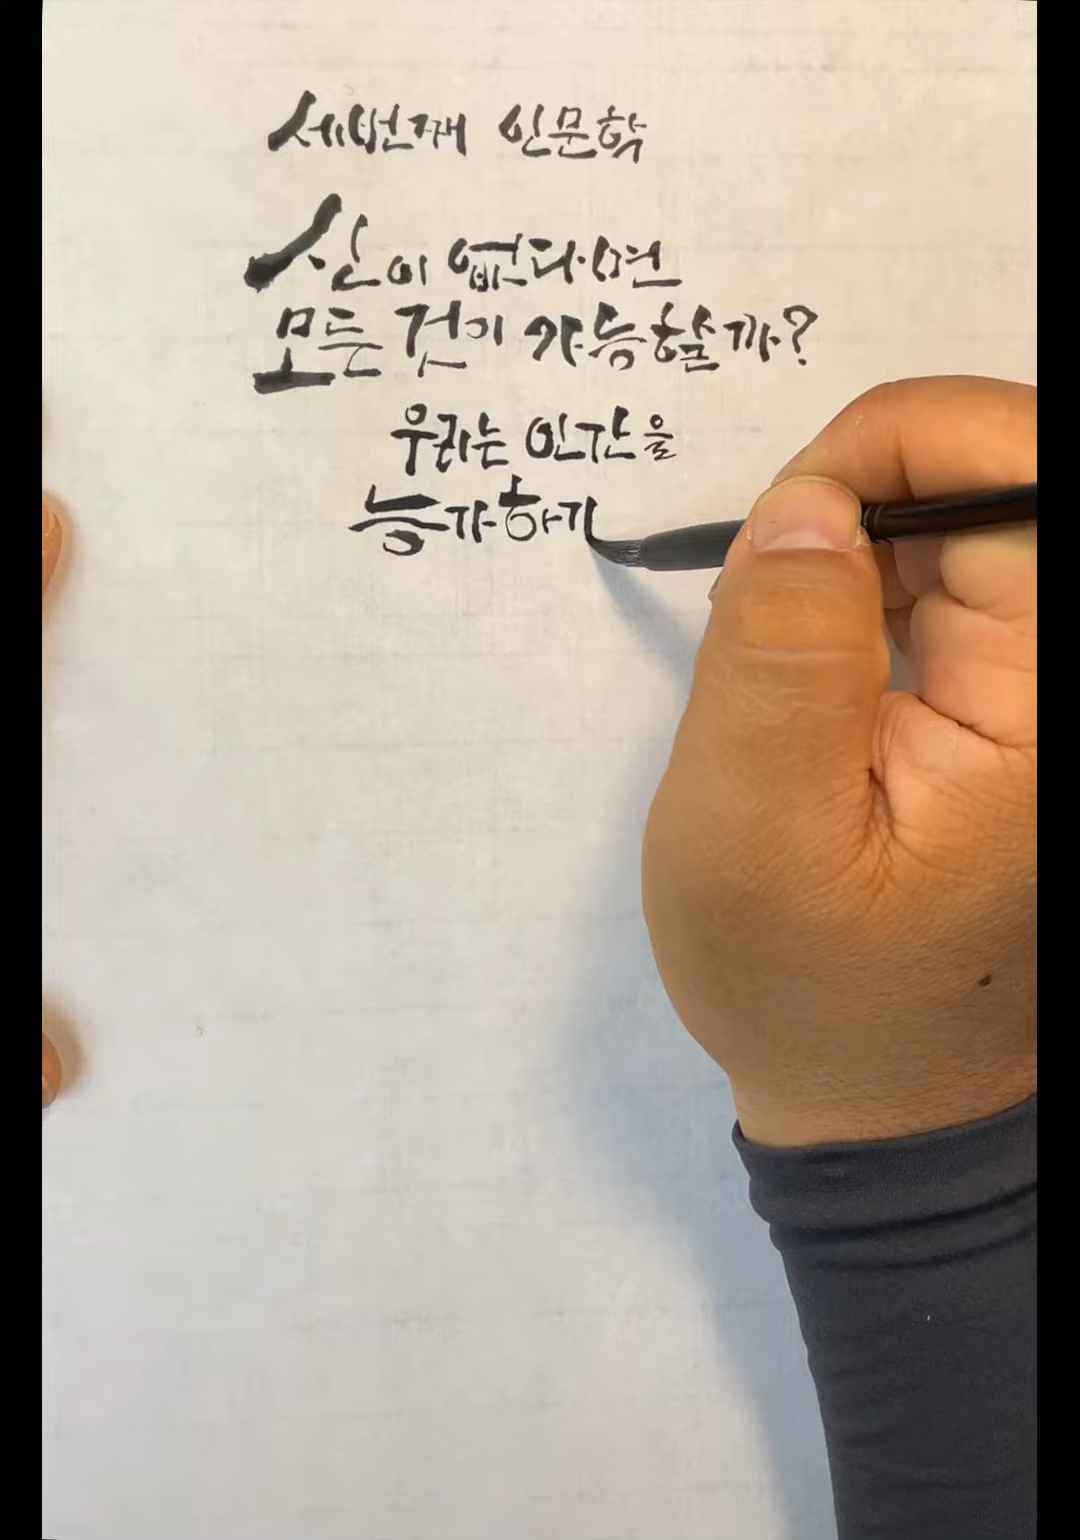 세번째 인문학
신이 없다면
모든 것이 가능할까?
우리는 인간을
능가하기